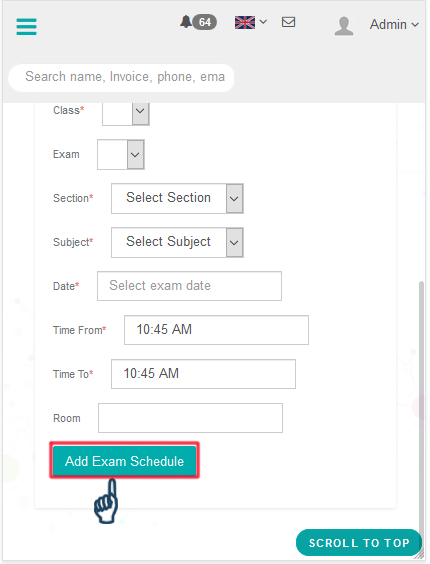 64
Admin
Search name, Invoice, phone, ema
Class*
Exam
Section* Select Section
Subject* Select Subject
Date* Select exam date
Time From* 10:45 AM
Time To* 10:45 AM
Room
Add Exam Schedule
SCROLL TO TOP